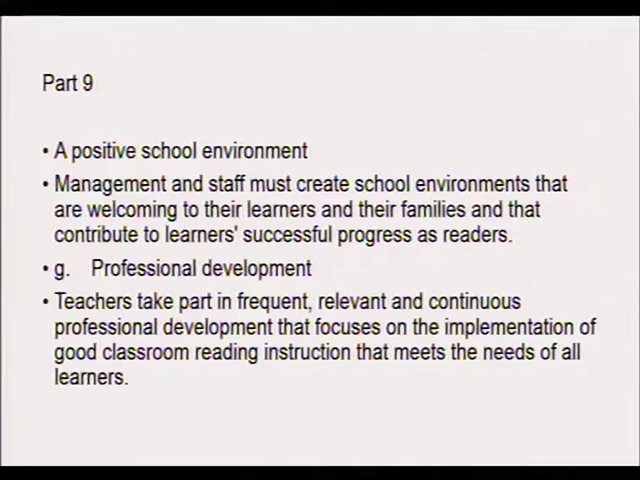 Part 9
• A positive school environment
• Management and staff must create school environments that
are welcoming to their learners and their families and that
contribute to learners' successful progress as readers.
• g. Professional development
• Teachers take part in frequent, relevant and continuous
professional development that focuses on the implementation of
good classroom reading instruction that meets the needs of all
learners.